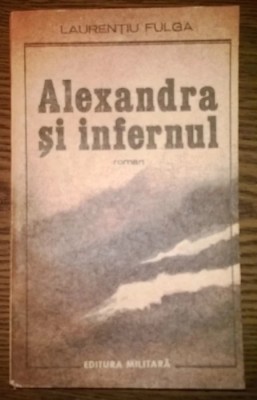 LAURENȚIU FULGA
Alexandra
și infernul
roman
EDITURA MILITARĂ